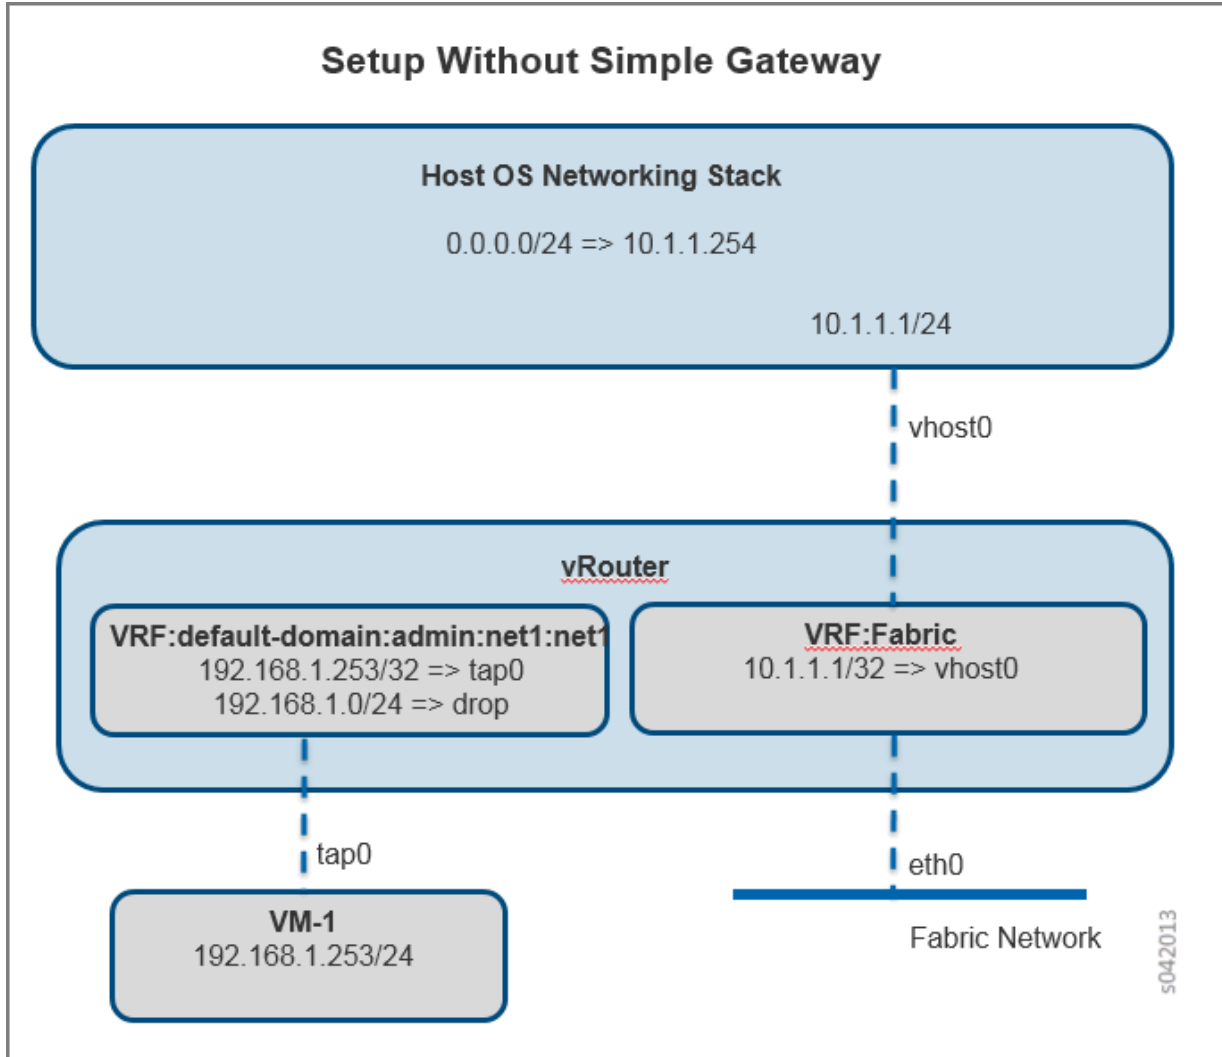 Setup Without Simple Gateway
Host OS Networking Stack
0.0.0.0/24 => 10.1.1.254
10.1.1.1/24
vhost0
vRouter
VRF:default-domain:admin:net1:net1
192.168.1.253/32 => tap0
192.168.1.0/24 => drop
VRF:Fabric
10.1.1.1/32 => vhost0
tap0
eth0
VM-1
192.168.1.253/24
Fabric Network
s042013